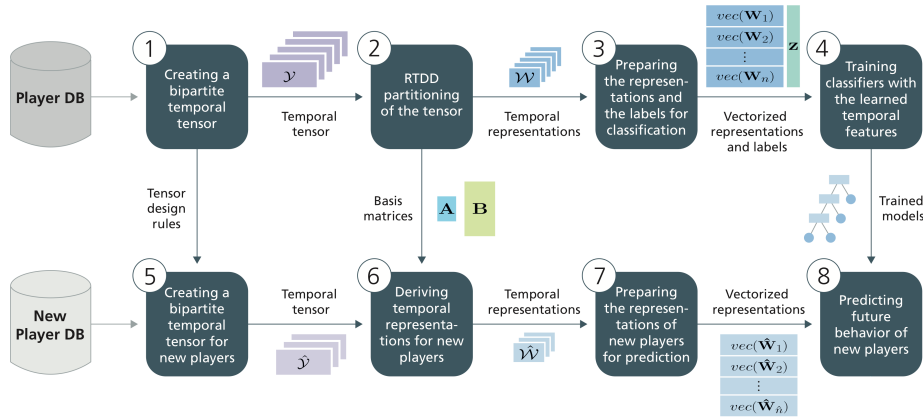 Player DB
1
Creating a
bipartite
temporal
tensor
𝒴
Temporal
tensor
2
RTDD
partitioning
of the tensor
𝒲
Temporal
representations
3
Preparing
the represen-
tations and
the labels for
classification
vec(W₁)
vec(W₂)
⋮
vec(Wₙ)
z
Vectorized
representations
and labels
4
Training
classifiers with
the learned
temporal
features
Tensor
design
rules
Basis
matrices
A
B
Trained
models
New
Player DB
5
Creating a
bipartite
temporal
tensor for
new players
Temporal
tensor
𝒴̂
6
Deriving
temporal
representa-
tions for new
players
Temporal
representations
𝒲̂
7
Preparing
the represen-
tations of
new players
for prediction
Vectorized
representations
vec(Ŵ₁)
vec(Ŵ₂)
⋮
vec(Ŵₙ̂)
8
Predicting
future
behavior of
new players